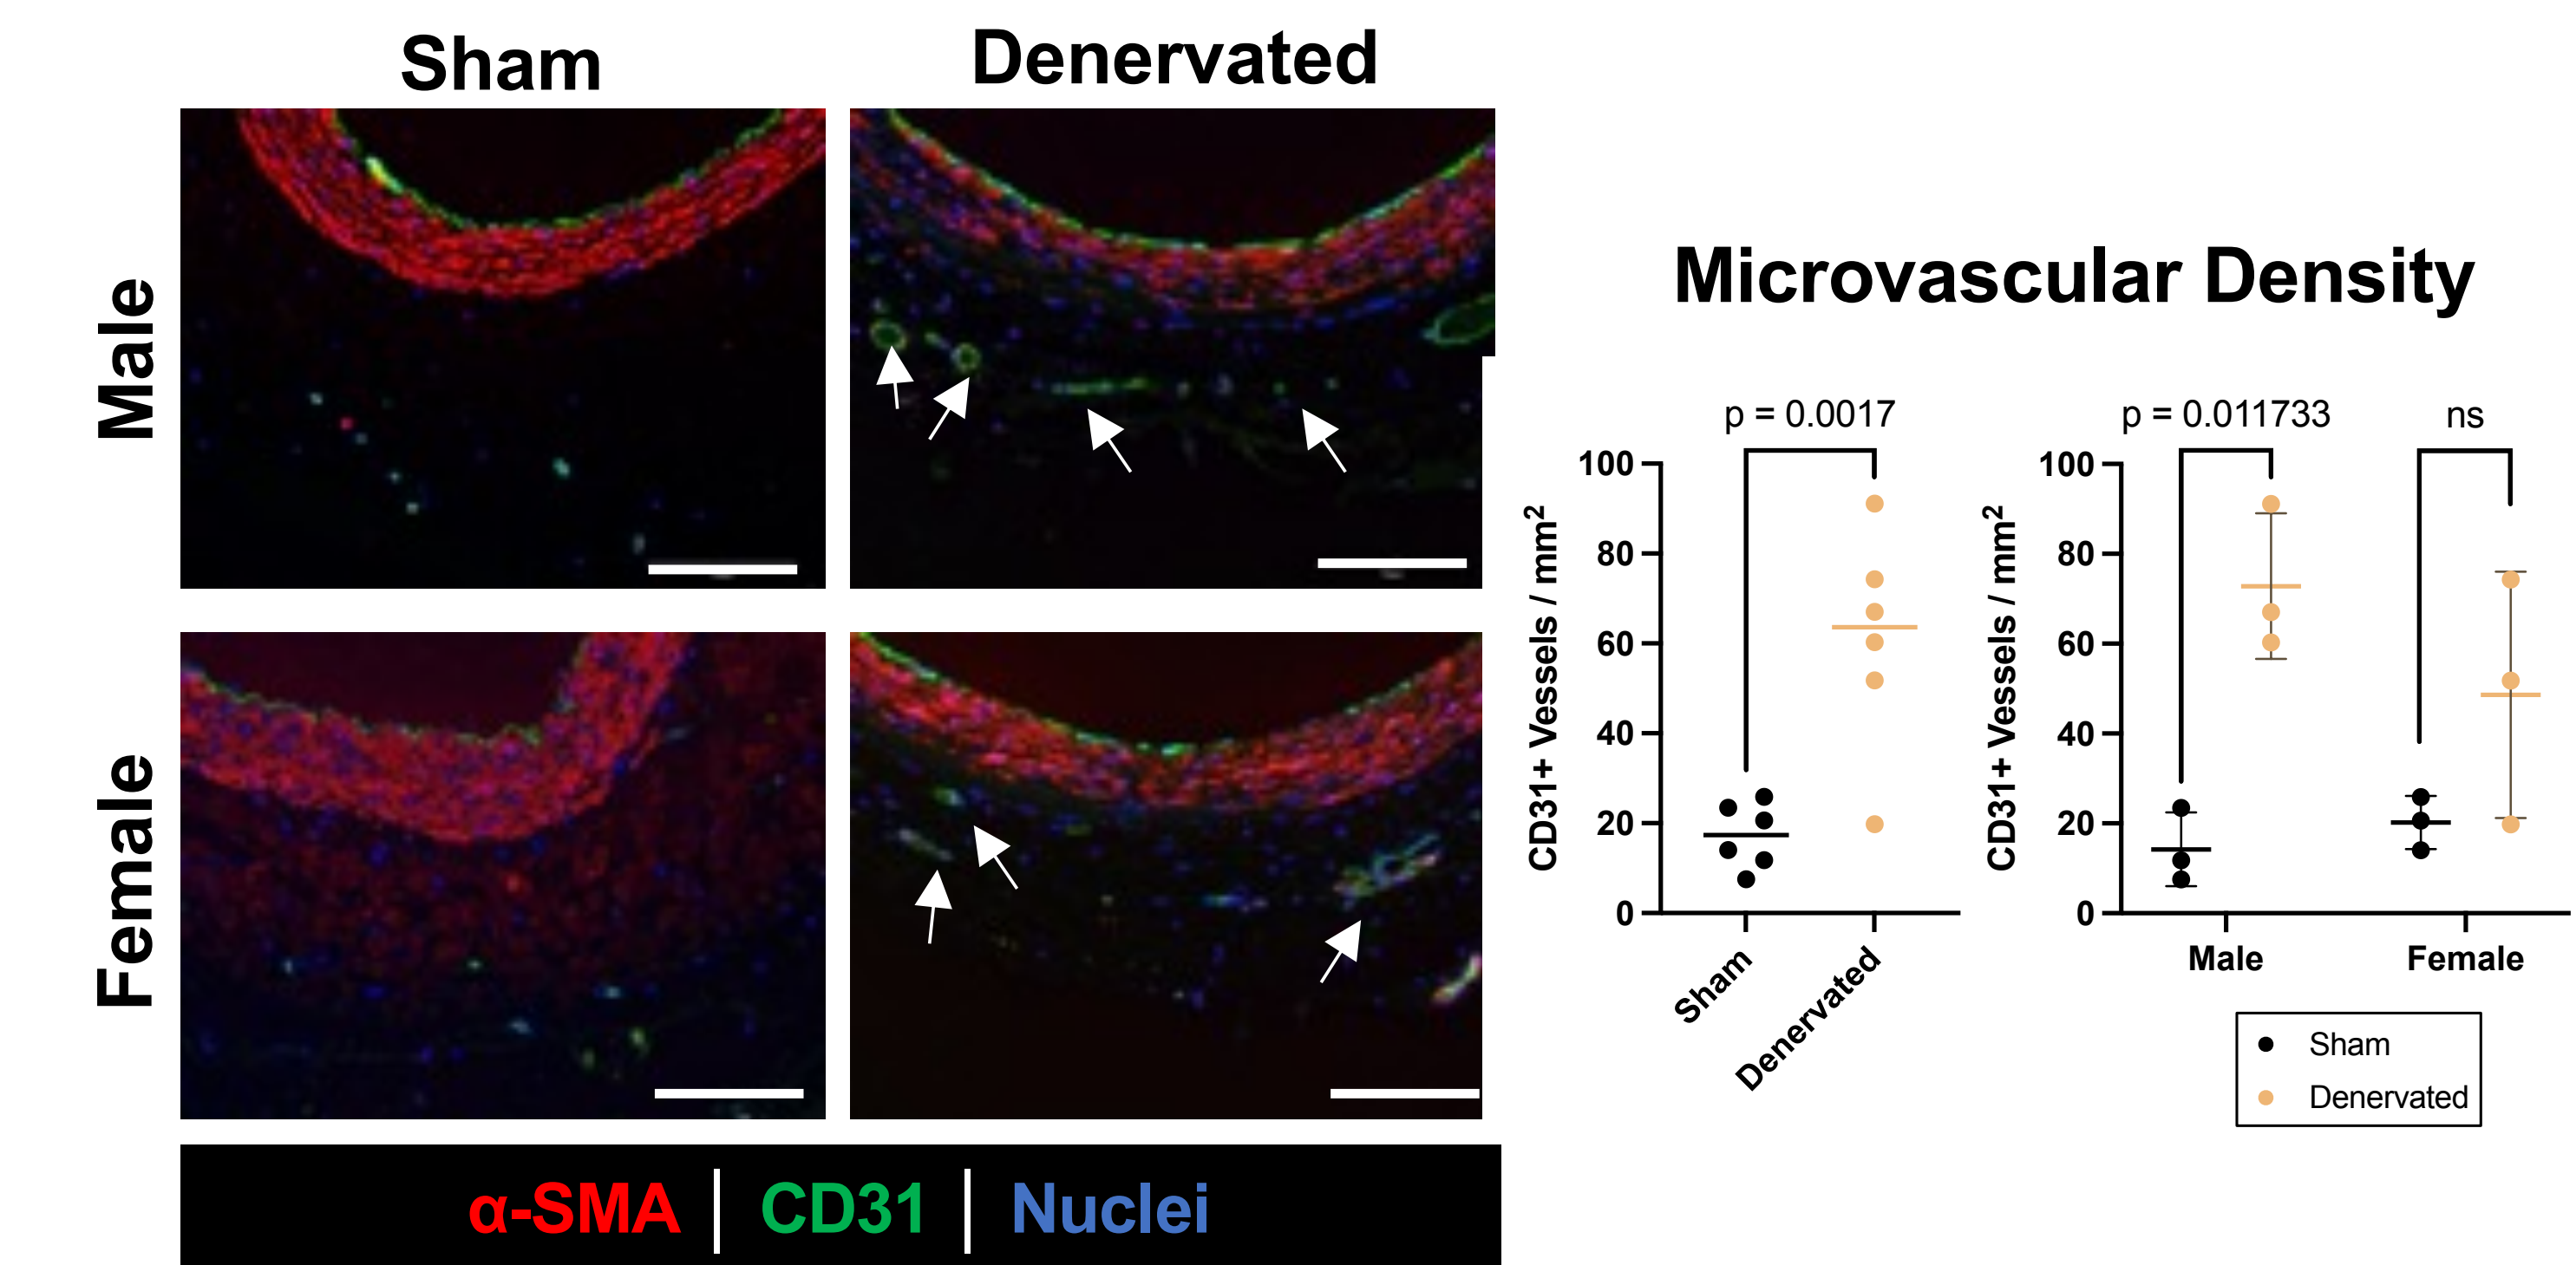 Sham
Denervated
Male
Female
α-SMA | CD31 | Nuclei
Microvascular Density
p = 0.0017
CD31+ Vessels / mm²
100
80
60
40
20
0
Sham
Denervated
p = 0.011733
ns
CD31+ Vessels / mm²
100
80
60
40
20
0
Male
Female
Sham
Denervated